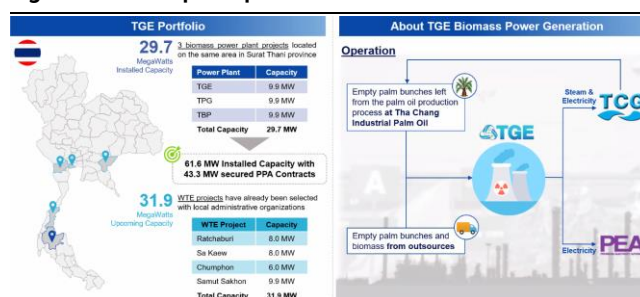 TGE Portfolio
29.7
MegaWatts
Installed Capacity
3 biomass power plant projects located
on the same area in Surat Thani province
Power Plant Capacity
TGE 9.9 MW
TPG 9.9 MW
TBP 9.9 MW
Total Capacity 29.7 MW
61.6 MW Installed Capacity with
43.3 MW secured PPA Contracts
31.9
MegaWatts
Upcoming Capacity
WTE projects have already been selected
with local administrative organizations
WTE Project Capacity
Ratchaburi 8.0 MW
Sa Kaew 8.0 MW
Chumphon 6.0 MW
Samut Sakhon 9.9 MW
Total Capacity 31.9 MW
About TGE Biomass Power Generation
Operation
Empty palm bunches left
from the palm oil production
process at Tha Chang
Industrial Palm Oil
Steam &
Electricity
TCG
TGE
Empty palm bunches and
biomass from outsources
Electricity
PEA